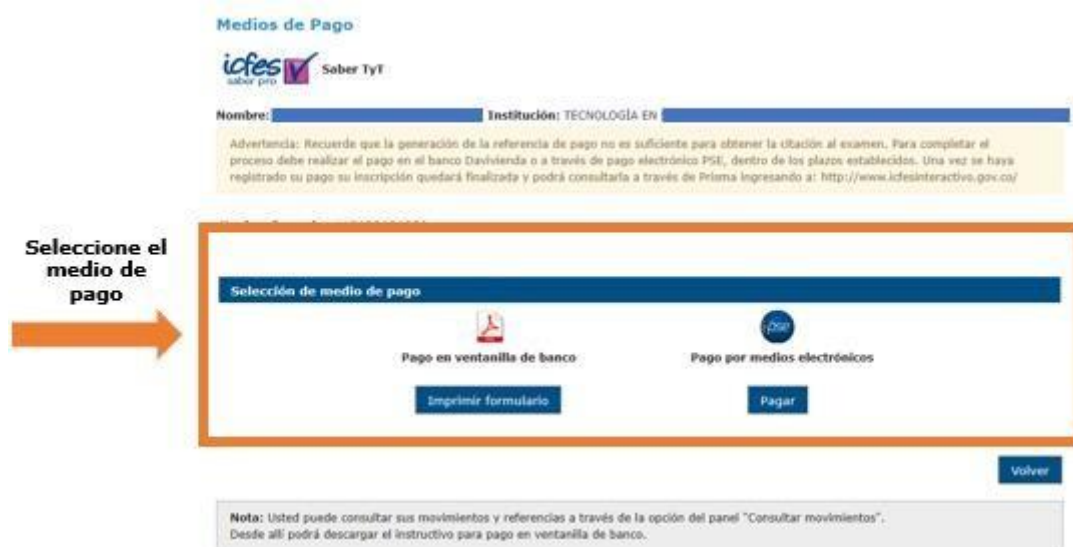 Medios de Pago
icfes
saber pro
Saber TyT
Nombre: Institución: TECNOLOGÍA EN
Advertencia: Recuerde que la generación de la referencia de pago no es suficiente para obtener la citación al examen. Para completar el
proceso debe realizar el pago en el banco Davivienda o a través de pago electrónico PSE, dentro de los plazos establecidos. Una vez se haya
registrado su pago su inscripción quedará finalizada y podrá consultarla a través de Prisma ingresando a: http://www.icfesinteractivo.gov.co/
Seleccione el
medio de
pago
Selección de medio de pago
pse
Pago en ventanilla de banco Pago por medios electrónicos
Imprimir formulario Pagar
Volver
Nota: Usted puede consultar sus movimientos y referencias a través de la opción del panel "Consultar movimientos".
Desde allí podrá descargar el instructivo para pago en ventanilla de banco.